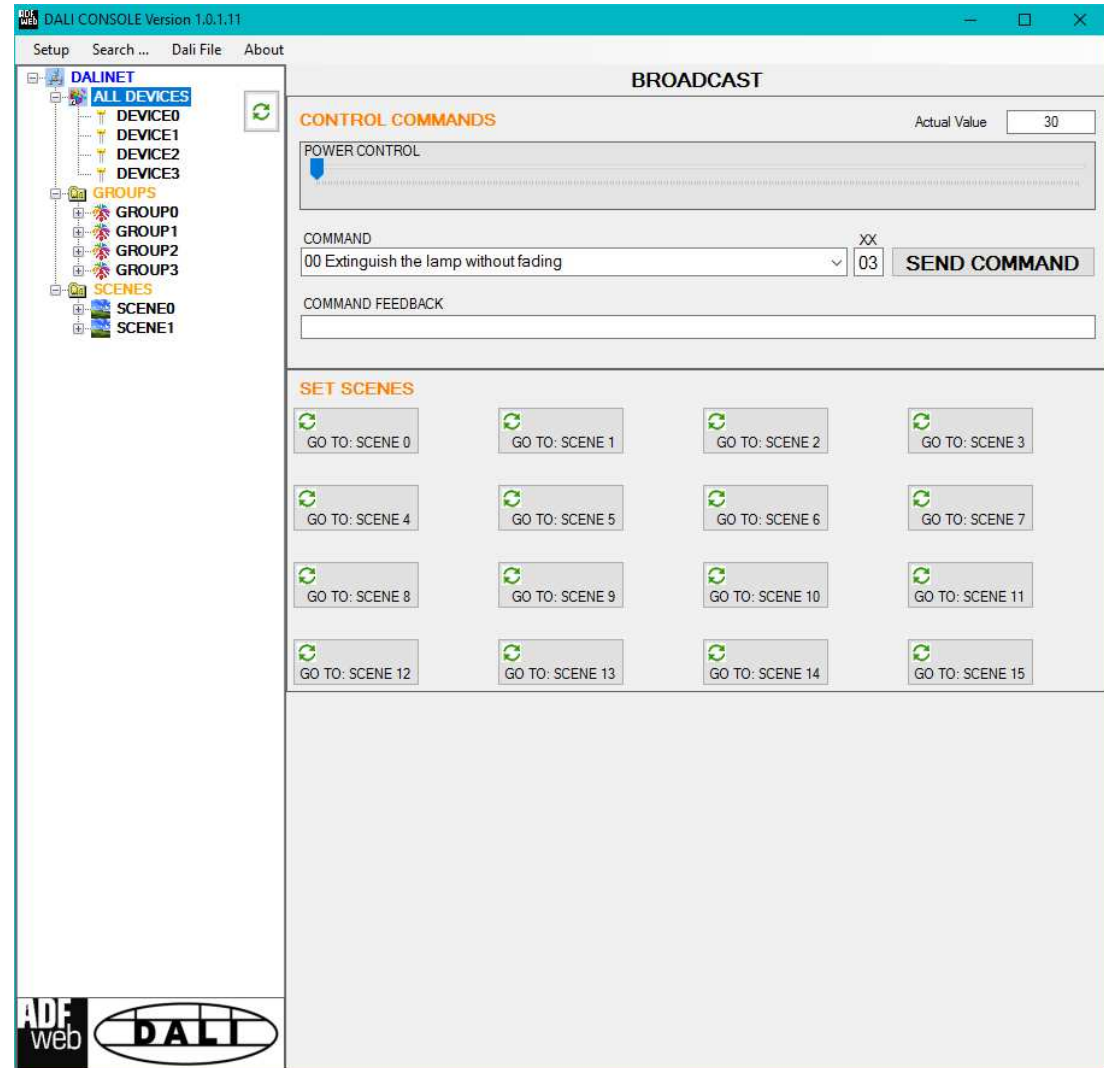 ADF web DALI CONSOLE Version 1.0.1.11
Setup Search ... Dali File About
DALINET
ALL DEVICES
DEVICE0
DEVICE1
DEVICE2
DEVICE3
GROUPS
GROUP0
GROUP1
GROUP2
GROUP3
SCENES
SCENE0
SCENE1
BROADCAST
CONTROL COMMANDS Actual Value 30
POWER CONTROL
COMMAND XX
00 Extinguish the lamp without fading 03 SEND COMMAND
COMMAND FEEDBACK
SET SCENES
GO TO: SCENE 0 GO TO: SCENE 1 GO TO: SCENE 2 GO TO: SCENE 3
GO TO: SCENE 4 GO TO: SCENE 5 GO TO: SCENE 6 GO TO: SCENE 7
GO TO: SCENE 8 GO TO: SCENE 9 GO TO: SCENE 10 GO TO: SCENE 11
GO TO: SCENE 12 GO TO: SCENE 13 GO TO: SCENE 14 GO TO: SCENE 15
ADF
web
DALI